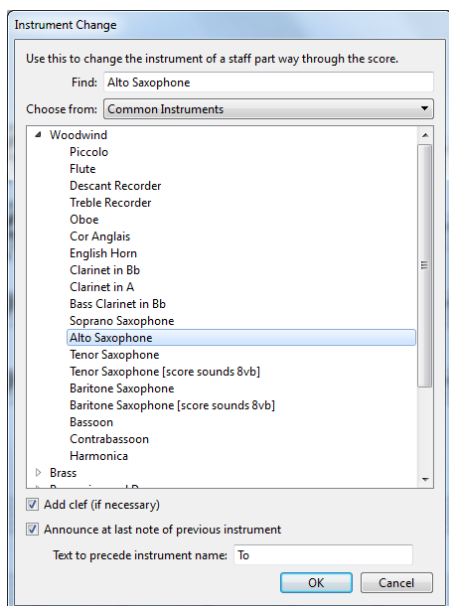 Instrument Change
Use this to change the instrument of a staff part way through the score.
Find: Alto Saxophone
Choose from: Common Instruments
Woodwind
Piccolo
Flute
Descant Recorder
Treble Recorder
Oboe
Cor Anglais
English Horn
Clarinet in Bb
Clarinet in A
Bass Clarinet in Bb
Soprano Saxophone
Alto Saxophone
Tenor Saxophone
Tenor Saxophone [score sounds 8vb]
Baritone Saxophone
Baritone Saxophone [score sounds 8vb]
Bassoon
Contrabassoon
Harmonica
Brass
Add clef (if necessary)
Announce at last note of previous instrument
Text to precede instrument name: To
OK Cancel